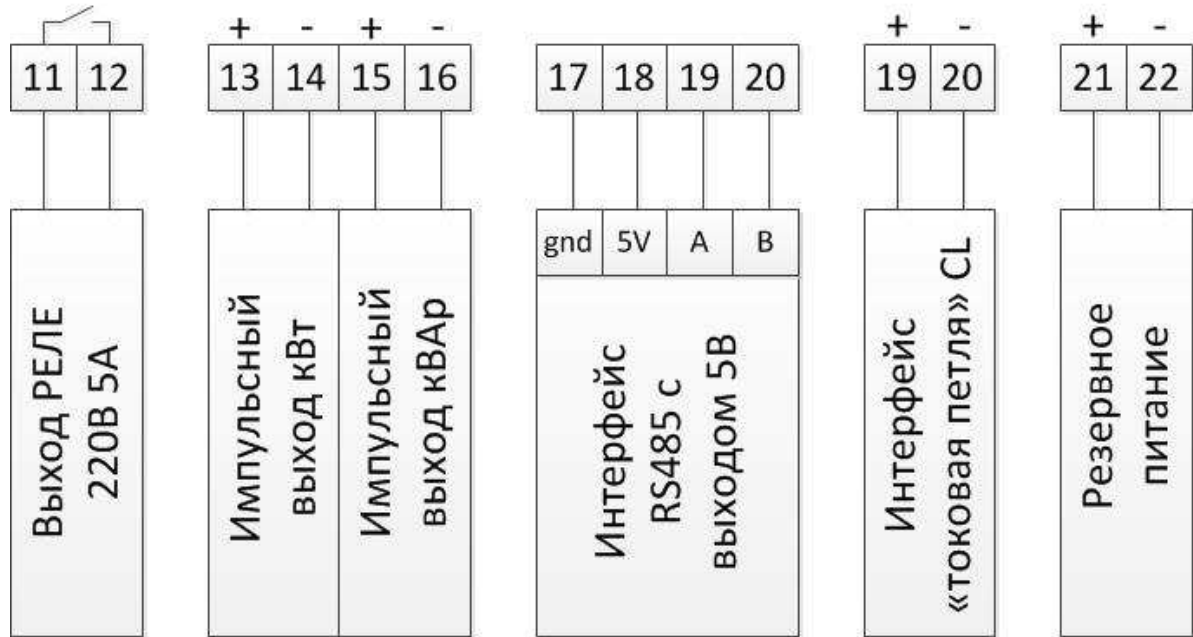 + - + - + - + -
11 12 13 14 15 16 17 18 19 20 19 20 21 22
gnd 5V A B
Выход РЕЛЕ
220В 5А
Импульсный
выход кВт
Импульсный
выход кВАр
Интерфейс
RS485 с
выходом 5В
Интерфейс
«токовая петля» CL
Резервное
питание